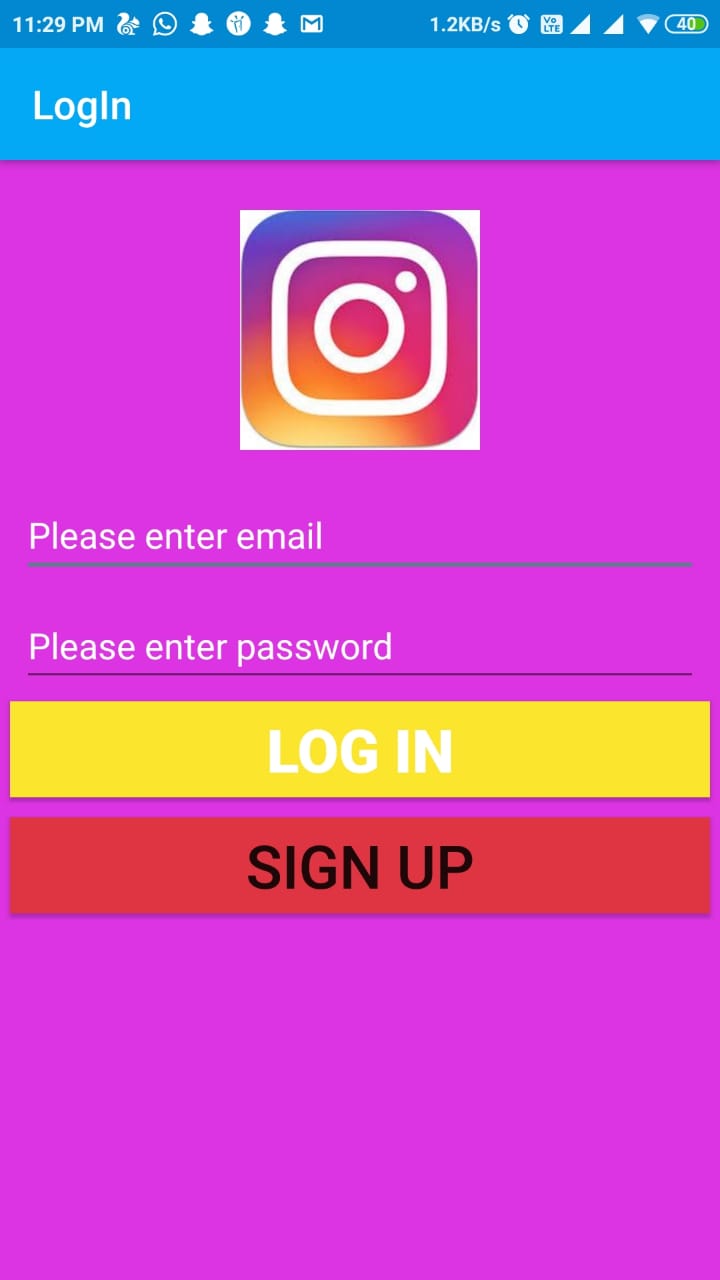 11:29 PM 1.2KB/s Vo LTE 40
LogIn
Please enter email
Please enter password
LOG IN
SIGN UP